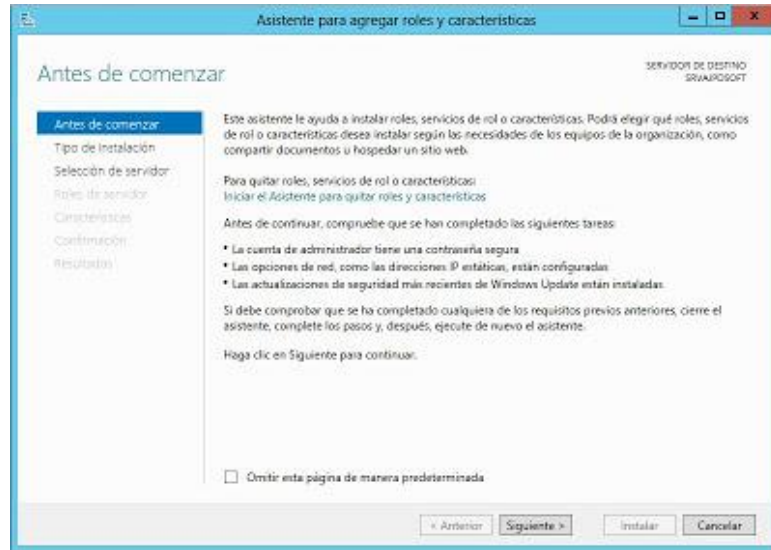 Asistente para agregar roles y características
Antes de comenzar
SERVIDOR DE DESTINO
Antes de comenzar
Tipo de instalación
Selección de servidor
Roles de servidor
Características
Confirmación
Resultados
Este asistente le ayuda a instalar roles, servicios de rol o características. Podrá elegir qué roles, servicios
de rol o características desea instalar según las necesidades de los equipos de la organización, como
compartir documentos u hospedar un sitio web.
Para quitar roles, servicios de rol o características:
Iniciar el Asistente para quitar roles y características
Antes de continuar, compruebe que se han completado las siguientes tareas:
• La cuenta de administrador tiene una contraseña segura
• Las opciones de red, como las direcciones IP estáticas, están configuradas
• Las actualizaciones de seguridad más recientes de Windows Update están instaladas
Si debe comprobar que se ha completado cualquiera de los requisitos previos anteriores, cierre el
asistente, complete los pasos y, después, ejecute de nuevo el asistente.
Haga clic en Siguiente para continuar.
Omitir esta página de manera predeterminada
< Anterior
Siguiente >
Instalar
Cancelar